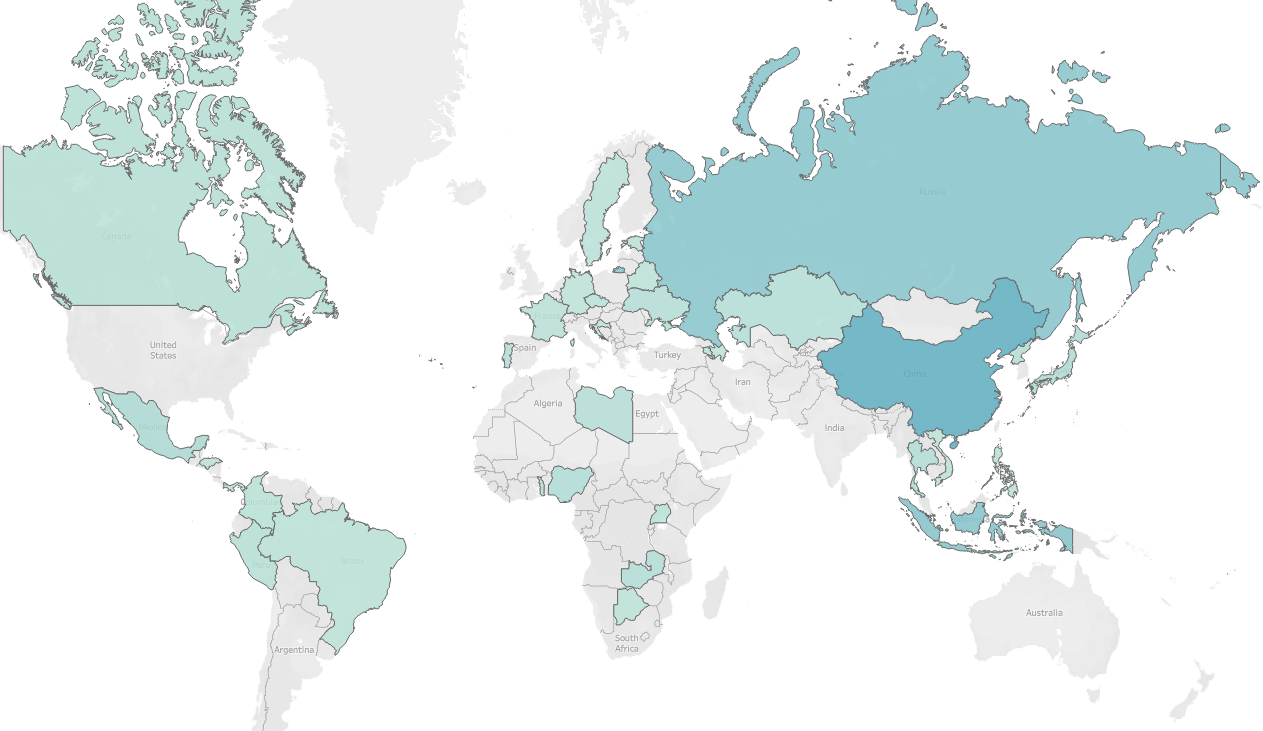 Russia
Canada
France
Spain
United
States
Turkey
China
Iran
Algeria
Egypt
India
Mexico
Colombia
Peru
Brazil
Australia
South
Africa
Argentina